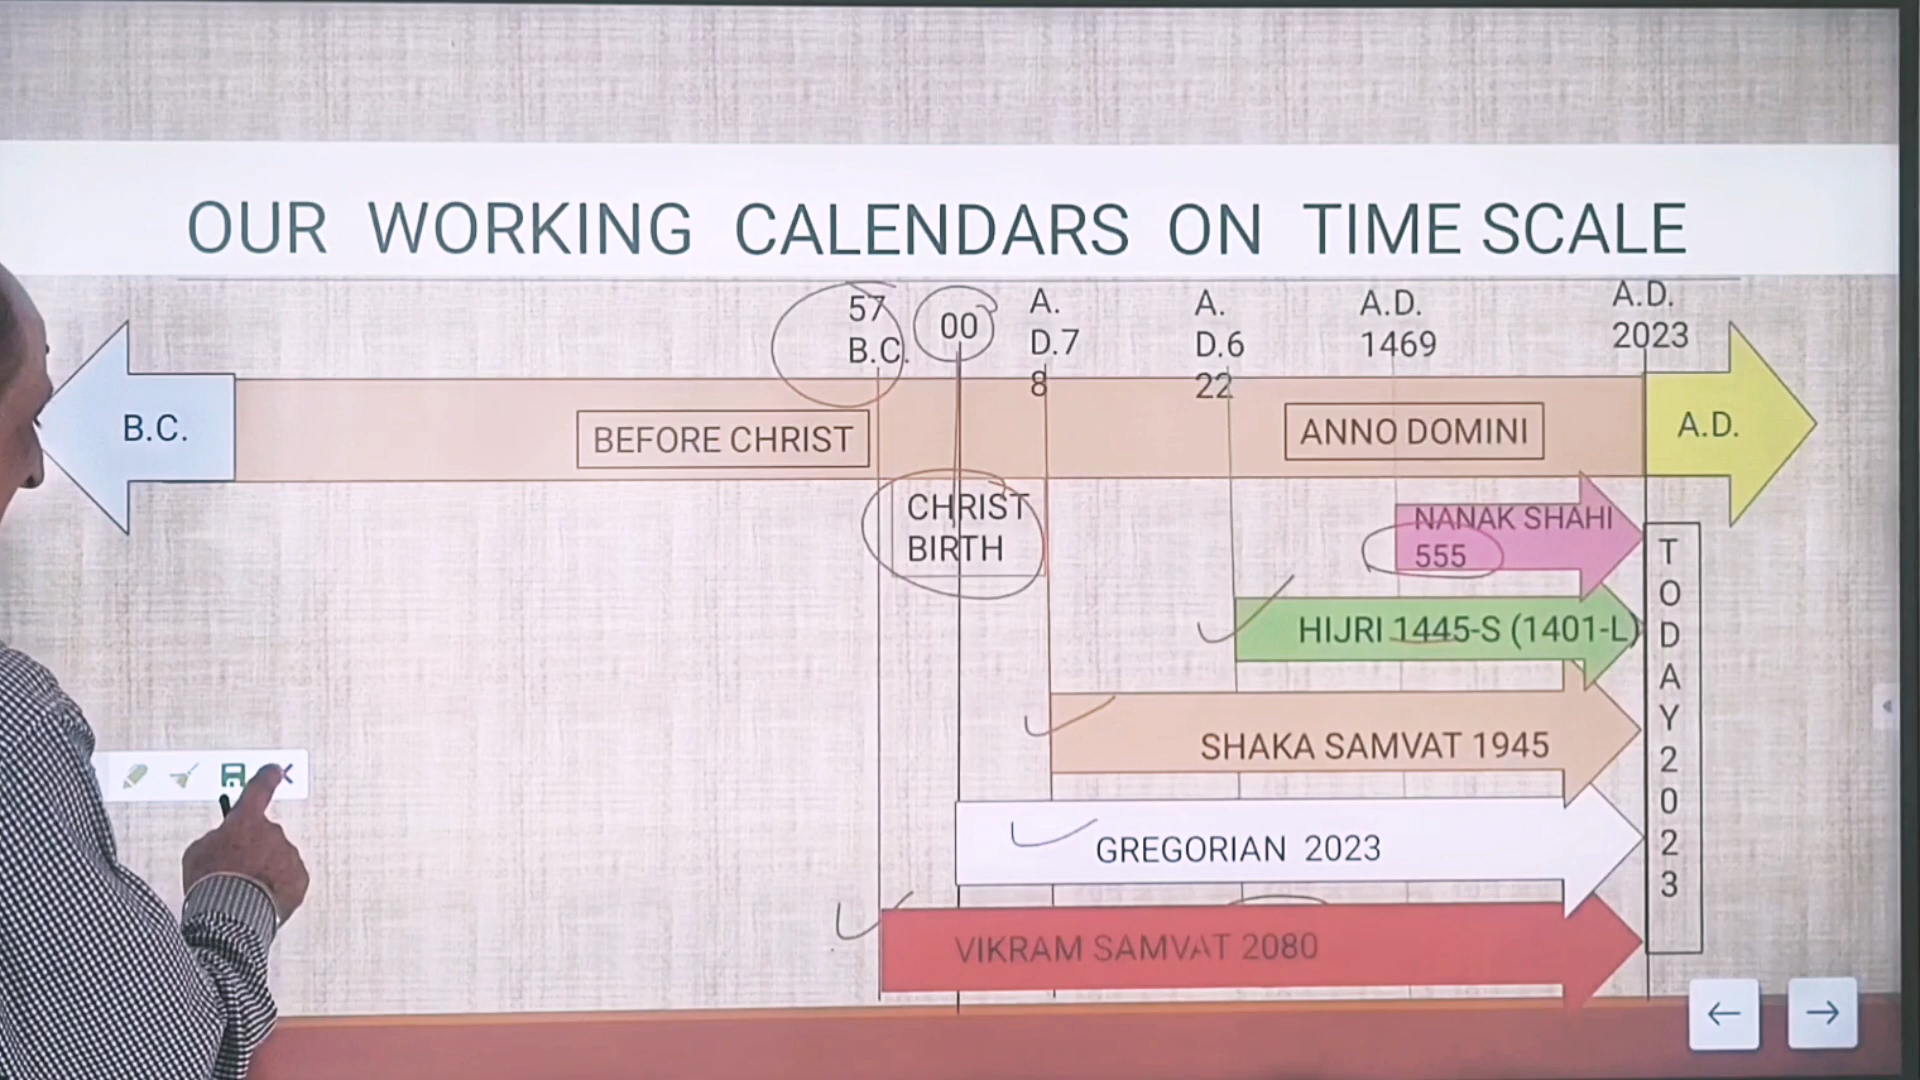 OUR WORKING CALENDARS ON TIME SCALE
57
B.C.
00
A.
D.7
8
A.
D.6
22
A.D.
1469
A.D.
2023
B.C.
BEFORE CHRIST
ANNO DOMINI
A.D.
CHRIST
BIRTH
NANAK SHAHI
555
HIJRI 1445-S (1401-L)
SHAKA SAMVAT 1945
GREGORIAN 2023
VIKRAM SAMVAT 2080
T
O
D
A
Y
2
0
2
3